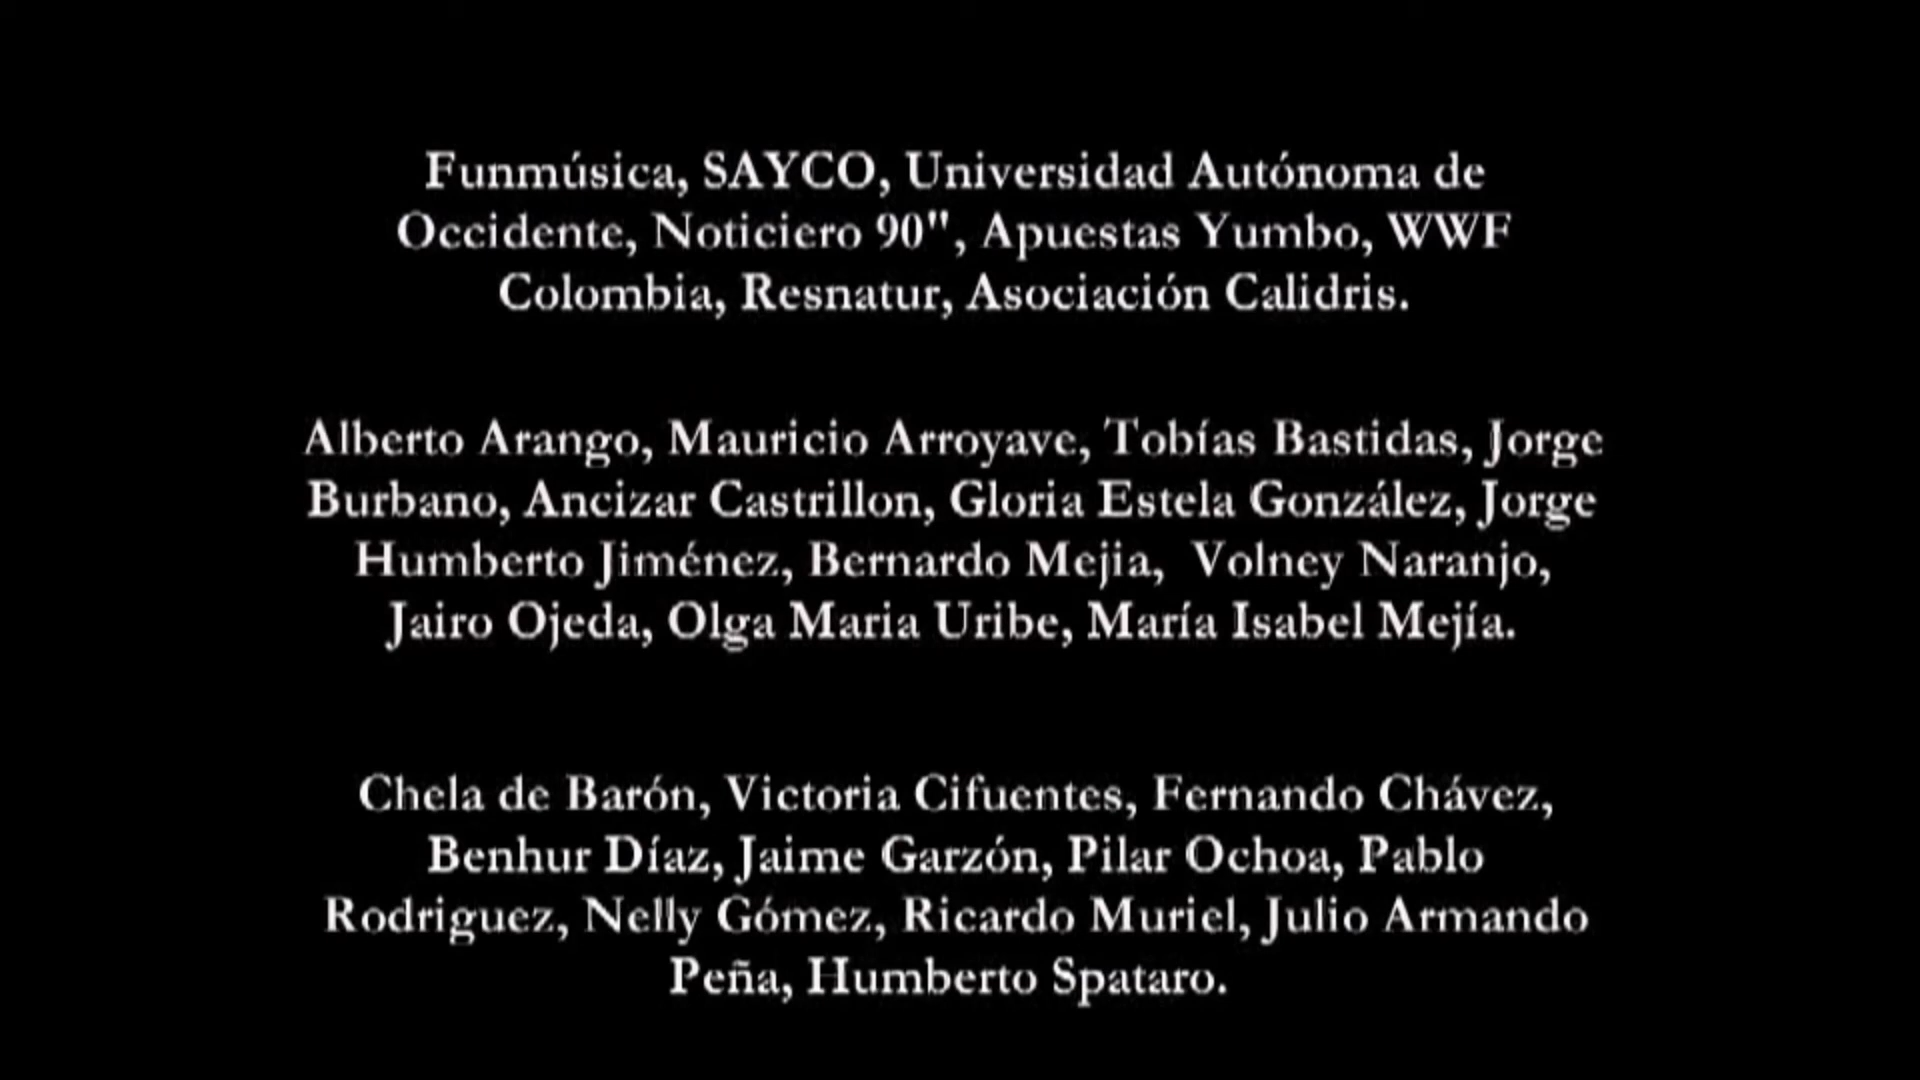 Funmúsica, SAYCO, Universidad Autónoma de
Occidente, Noticiero 90", Apuestas Yumbo, WWF
Colombia, Resnatur, Asociación Calidris.
Alberto Arango, Mauricio Arroyave, Tobías Bastidas, Jorge
Burbano, Ancizar Castrillon, Gloria Estela González, Jorge
Humberto Jiménez, Bernardo Mejia, Volney Naranjo,
Jairo Ojeda, Olga Maria Uribe, María Isabel Mejía.
Chela de Barón, Victoria Cifuentes, Fernando Chávez,
Benhur Díaz, Jaime Garzón, Pilar Ochoa, Pablo
Rodriguez, Nelly Gómez, Ricardo Muriel, Julio Armando
Peña, Humberto Spataro.